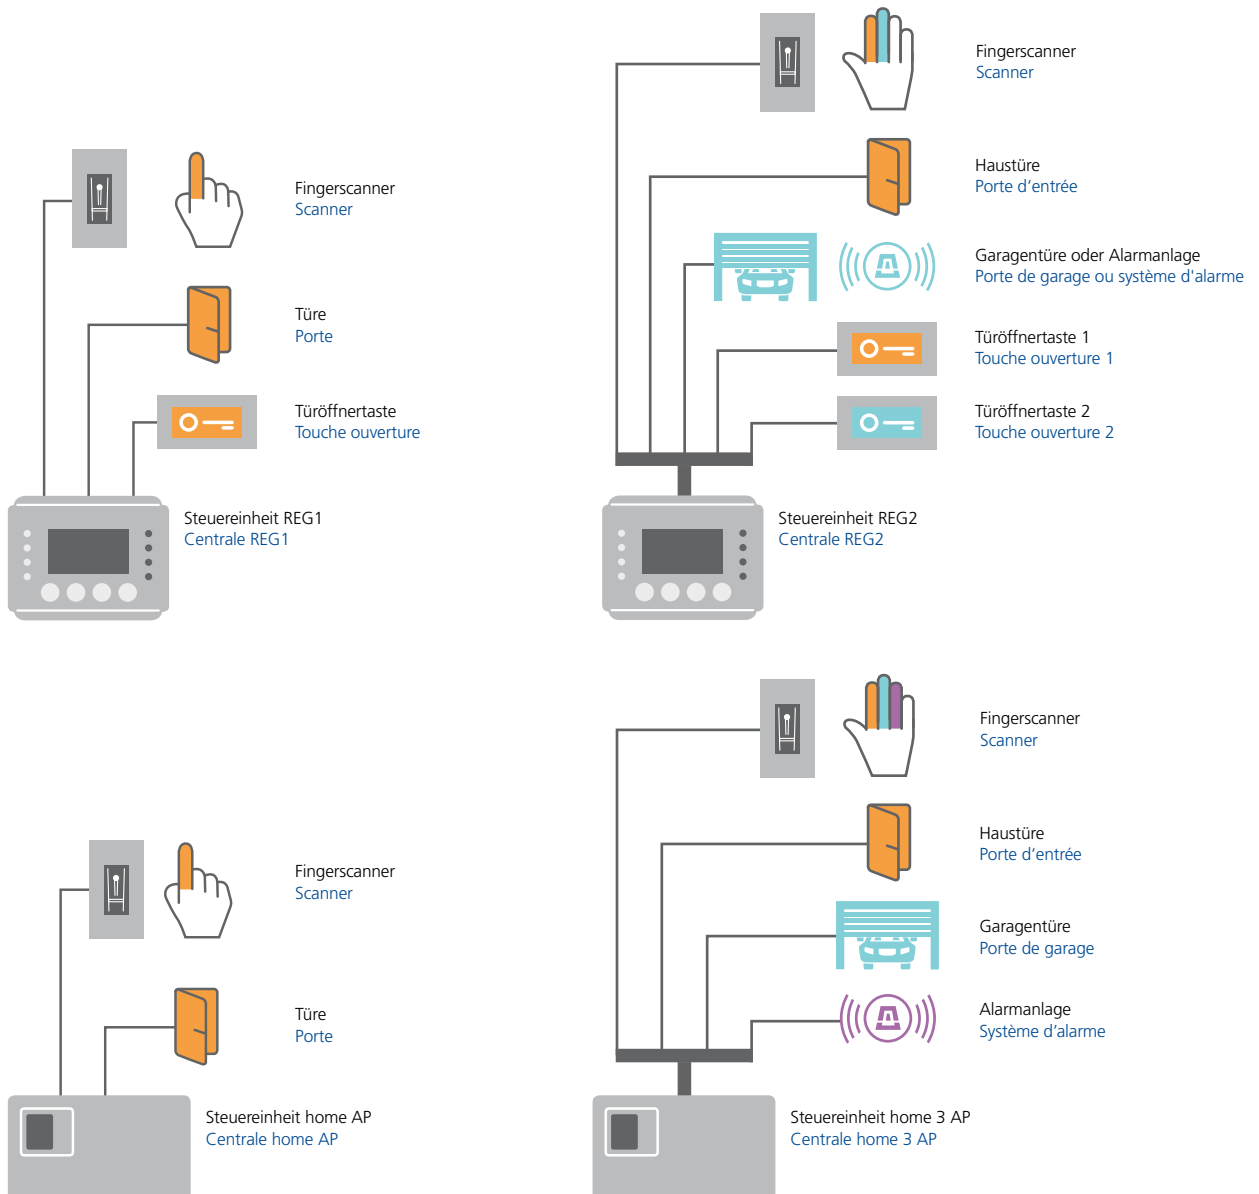 Fingerscanner
Scanner
Türe
Porte
Türöffnertaste
Touche ouverture
Steuereinheit REG1
Centrale REG1
Fingerscanner
Scanner
Haustüre
Porte d’entrée
Garagentüre oder Alarmanlage
Porte de garage ou système d'alarme
Türöffnertaste 1
Touche ouverture 1
Türöffnertaste 2
Touche ouverture 2
Steuereinheit REG2
Centrale REG2
Fingerscanner
Scanner
Türe
Porte
Steuereinheit home AP
Centrale home AP
Fingerscanner
Scanner
Haustüre
Porte d’entrée
Garagentüre
Porte de garage
Alarmanlage
Système d’alarme
Steuereinheit home 3 AP
Centrale home 3 AP